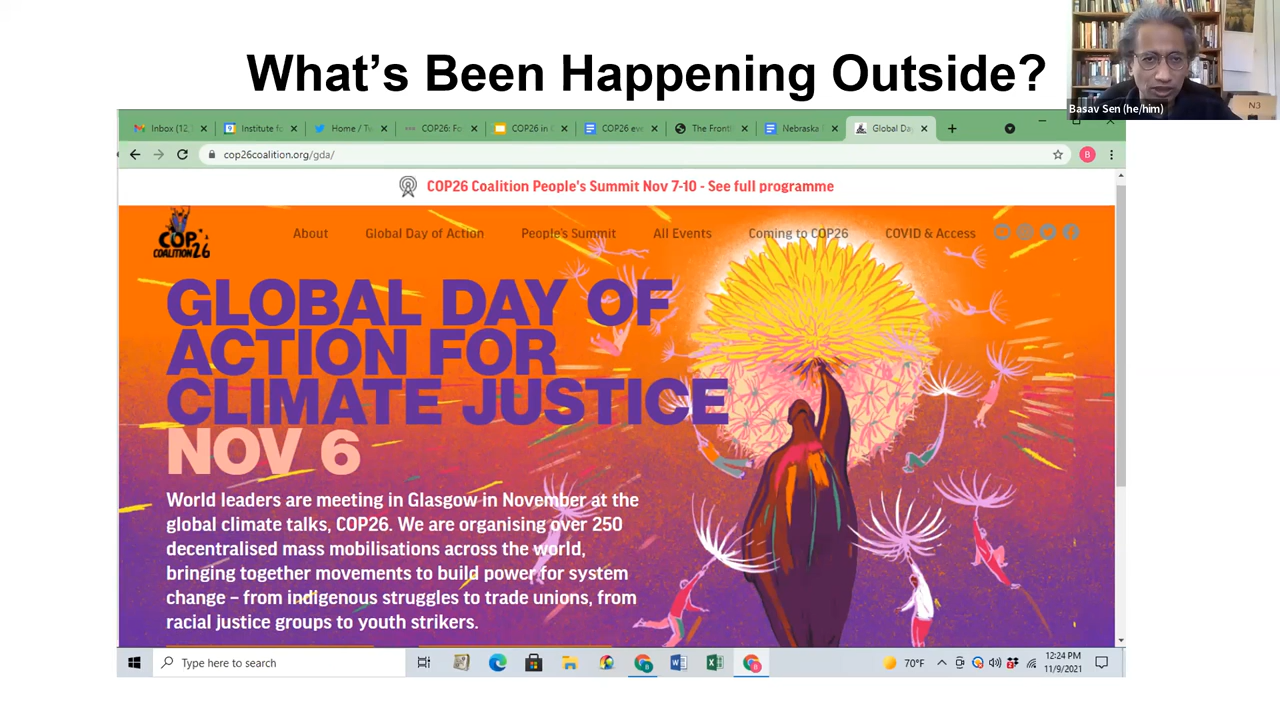 What's Been Happening Outside?
Basav Sen (he/him)
N3
Inbox (12,
Institute fo
Home / T
COP26: Fo
COP26 in G
COP26 eve
The Fronti
Nebraska
Global Da
cop26coalition.org/gda/
B
COP26 Coalition People's Summit Nov 7-10 - See full programme
COP
COALITION 26
About
Global Day of Action
People's Summit
All Events
Coming to COP26
COVID & Access
GLOBAL DAY OF
ACTION FOR
CLIMATE JUSTICE
NOV 6
World leaders are meeting in Glasgow in November at the
global climate talks, COP26. We are organising over 250
decentralised mass mobilisations across the world,
bringing together movements to build power for system
change – from indigenous struggles to trade unions, from
racial justice groups to youth strikers.
Type here to search
70°F
12:24 PM
11/9/2021